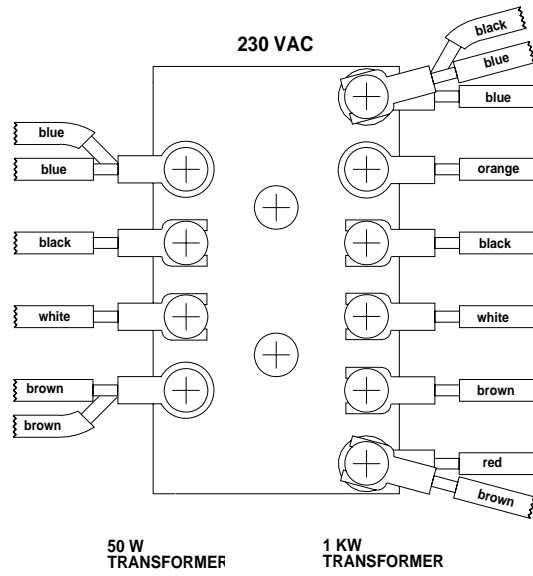 230 VAC
black
blue
blue
blue
blue
orange
black
black
white
white
brown
brown
brown
red
brown
50 W
TRANSFORMER
1 KW
TRANSFORMER